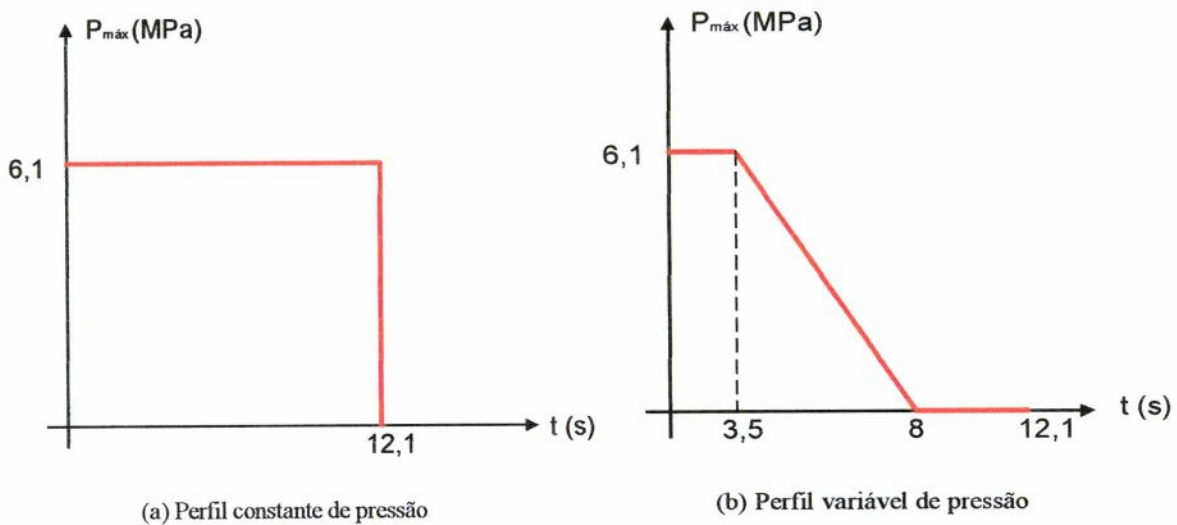 Pmáx (MPa)
6,1
12,1
t (s)
(a) Perfil constante de pressão
Pmáx (MPa)
6,1
3,5
8
12,1
t (s)
(b) Perfil variável de pressão